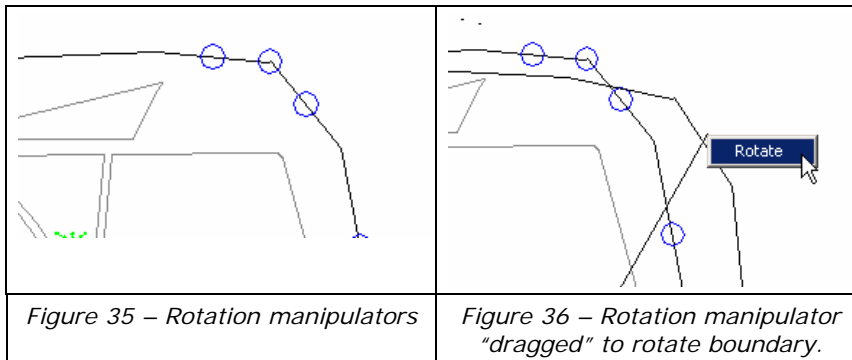 Rotate
Figure 35 – Rotation manipulators
Figure 36 – Rotation manipulator
“dragged” to rotate boundary.